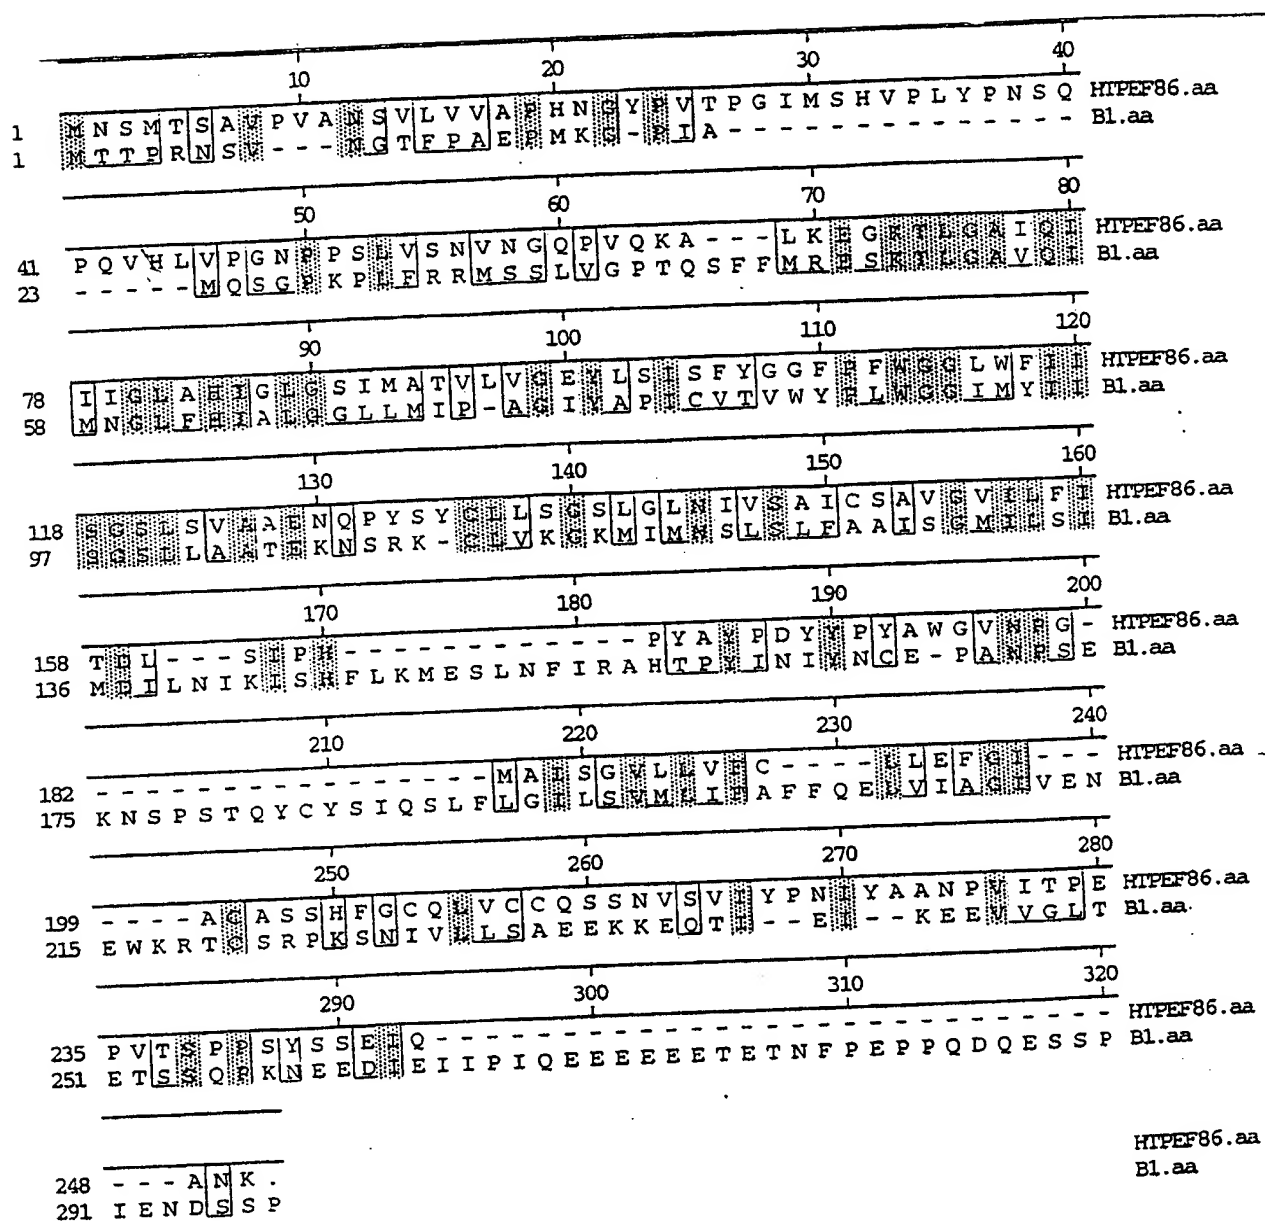 10 20 30 40
1 M N S M T S A V P V A N S V L V V A P H N G Y P V T P G I M S H V P L Y P N S Q HTPEF86.aa
1 M T T P R N S V - - - N G T F P A E P M K G - P I A - - - - - - - - - - - - - - B1.aa
50 60 70 80
41 P Q V H L V P G N P P S L V S N V N G Q P V Q K A - - - L K E G K T L G A I Q I HTPEF86.aa
23 - - - - - M Q S G P K P L F R R M S S L V G P T Q S F F M R E S K T L G A V Q I B1.aa
90 100 110 120
78 I I G L A H I G L G S I M A T V L V G E Y L S I S F Y G G F P F W G G L W F I I HTPEF86.aa
58 M N G L F H I A L G G L L M I P - A G I Y A P I C V T V W Y P L W G G I M Y I I B1.aa
130 140 150 160
118 S G S L S V A A E N Q P Y S Y C L L S G S L G L N I V S A I C S A V G V I L F I HTPEF86.aa
97 S G S L L A A T E K N S R K - C L V K G K M I M N S L S L F A A I S G M I L S I B1.aa
170 180 190 200
158 T D L - - - S I P H - - - - - - - - - - - - P Y A Y P D Y Y P Y A W G V N P G - HTPEF86.aa
136 M D I L N I K I S H F L K M E S L N F I R A H T P Y I N I Y N C E - P A N P S E B1.aa
210 220 230 240
182 - - - - - - - - - - - - - - - - M A I S G V L L V F C - - - - L L E F G I - - - HTPEF86.aa
175 K N S P S T Q Y C Y S I Q S L F L G I L S V M L I F A F F Q E L V I A G I V E N B1.aa
250 260 270 280
199 - - - - A C A S S H F G C Q L V C C Q S S N V S V I Y P N I Y A A N P V I T P E HTPEF86.aa
215 E W K R T C S R P K S N I V L L S A E E K K E Q T I - - E I - - K E E V V G L T B1.aa
290 300 310 320
235 P V T S P P S Y S S E I Q - - - - - - - - - - - - - - - - - - - - - - - - - - - HTPEF86.aa
251 E T S S Q P K N E E D I E I I P I Q E E E E E E T E T N F P E P P Q D Q E S S P B1.aa
248 - - - A N K . HTPEF86.aa
291 I E N D S S P B1.aa